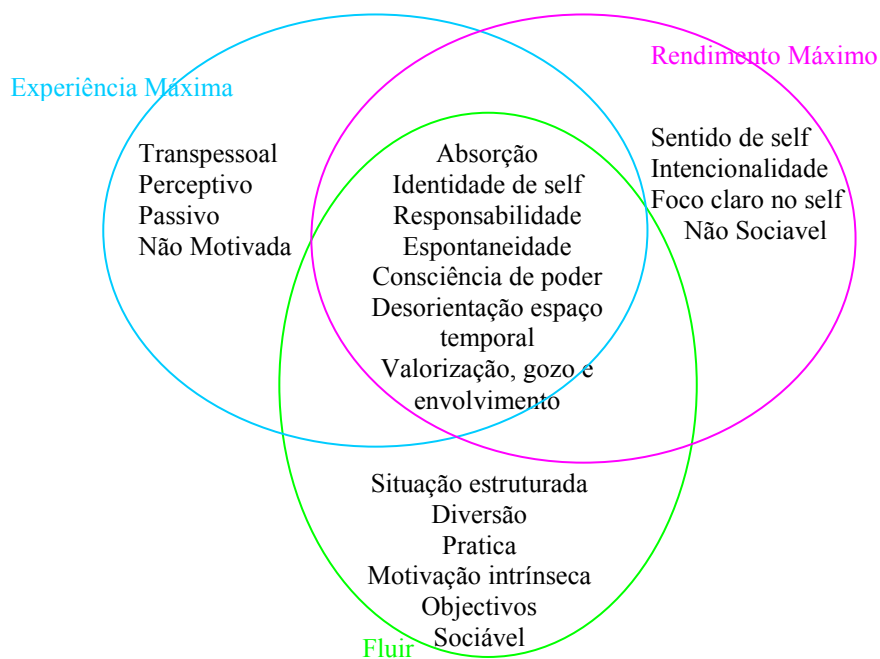 Rendimento Máximo
Experiência Máxima
Transpessoal
Perceptivo
Passivo
Não Motivada
Absorção
Identidade de self
Responsabilidade
Espontaneidade
Consciência de poder
Desorientação espaço
temporal
Valorização, gozo e
envolvimento
Sentido de self
Intencionalidade
Foco claro no self
Não Sociavel
Situação estruturada
Diversão
Pratica
Motivação intrínseca
Objectivos
Sociável
Fluir